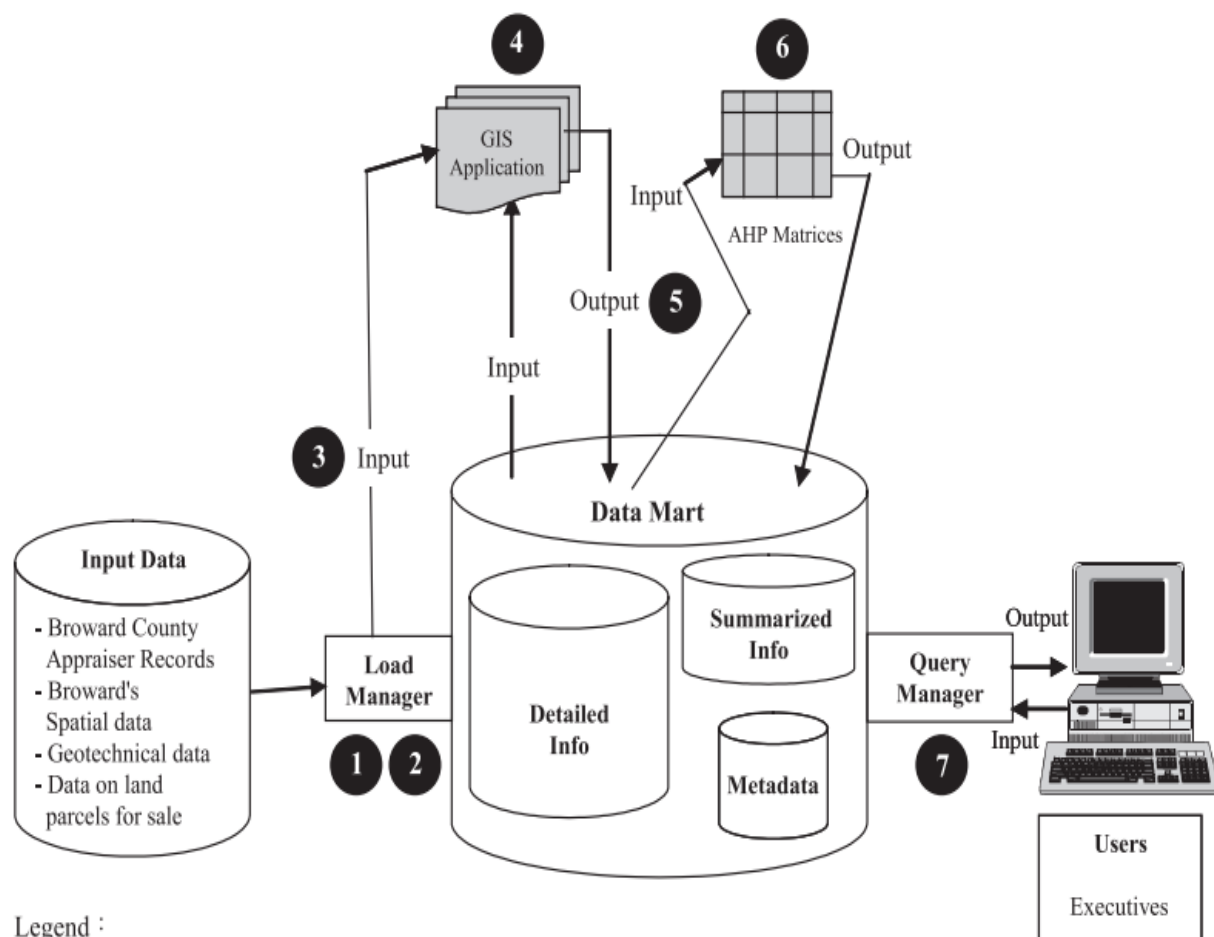 4
6
GIS
Application
Output
Input
AHP Matrices
Output
5
Input
3
Input
Data Mart
Input Data
- Broward County
Appraiser Records
- Broward's
Spatial data
- Geotechnical data
- Data on land
parcels for sale
Load
Manager
1
2
Detailed
Info
Summarized
Info
Metadata
Query
Manager
7
Output
Input
Users
Executives
Legend :